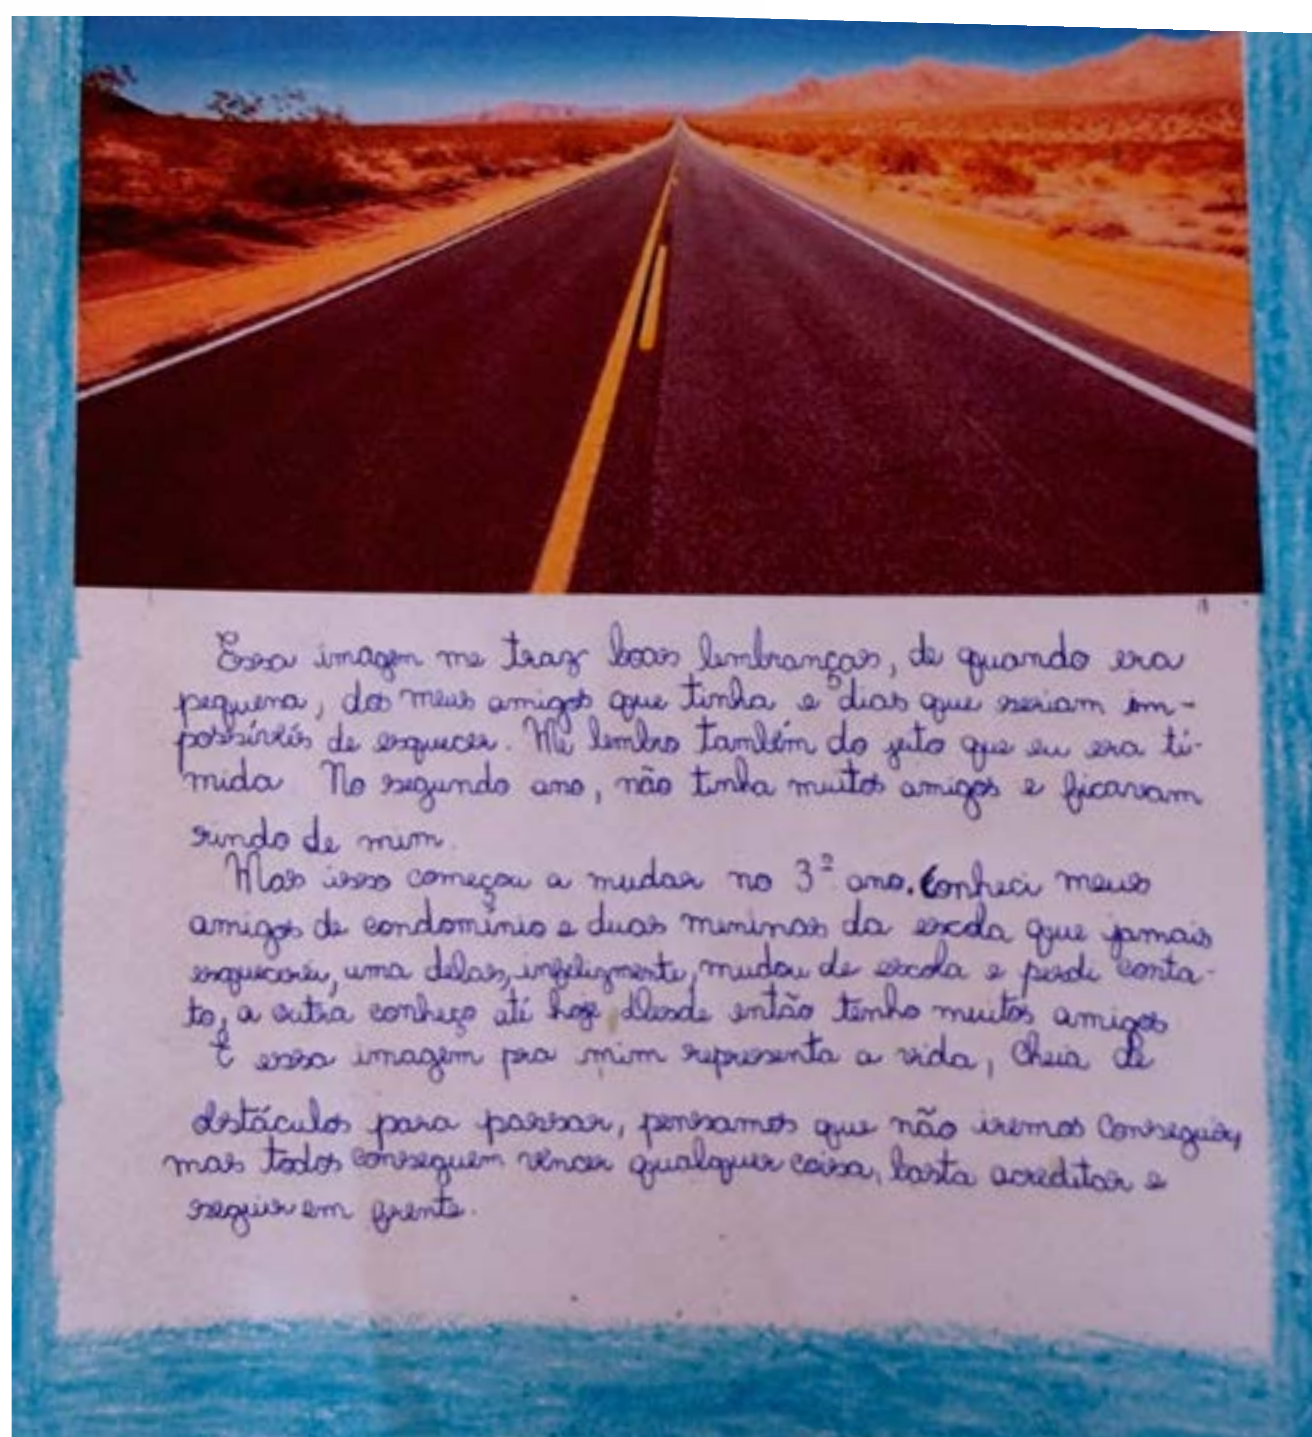 Essa imagem me traz boas lembranças, de quando era
pequena, dos meus amigos que tinha e dias que seriam im-
possíveis de esquecer. Me lembro também do jeito que eu era tí-
mida. No segundo ano, não tinha muitos amigos e ficavam
rindo de mim.
Mas isso começou a mudar no 3º ano. Conheci meus
amigos de condomínio e duas meninas da escola que jamais
esquecerei, uma delas, infelizmente, mudou de escola e perdi conta-
to, a outra conheço até hoje. Desde então tenho muitos amigos
E essa imagem pra mim representa a vida, cheia de
obstáculos para passar, pensamos que não iremos conseguir,
mas todos conseguem vencer qualquer coisa, basta acreditar e
seguir em frente.